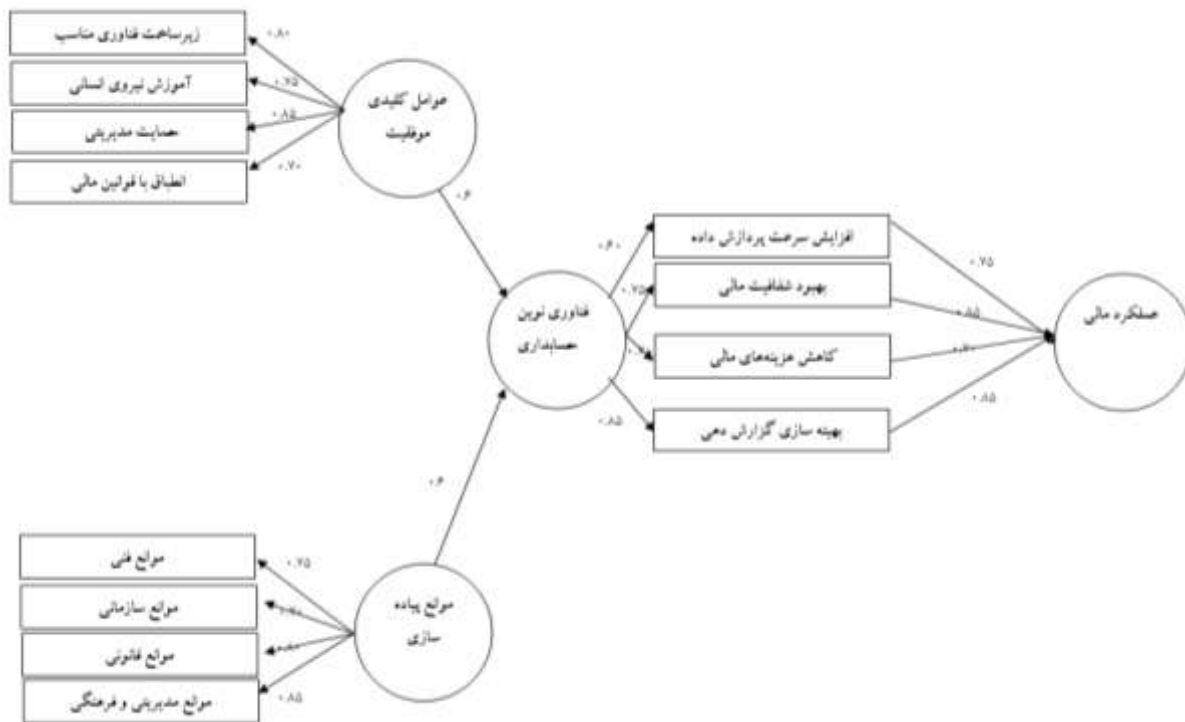 زیرساخت فناوری مناسب
۰.۸۰
آموزش نیروی انسانی
۰.۷۵
حمایت مدیریتی
۰.۸۵
انطباق با قوانین مالی
۰.۷۰
عوامل کلیدی
موفقیت
۰.۶
فناوری نوین
حسابداری
۰.۶۰
افزایش سرعت پردازش داده
۰.۷۵
۰.۷۵
بهبود شفافیت مالی
۰.۸۵
کاهش هزینه‌های مالی
۰.۸۵
بهینه سازی گزارش دهی
۰.۸۵
عملکرد مالی
۰.۶
موانع فنی
۰.۷۵
موانع سازمانی
موانع قانونی
موانع مدیریتی و فرهنگی
۰.۸۵
موانع پیاده
سازی